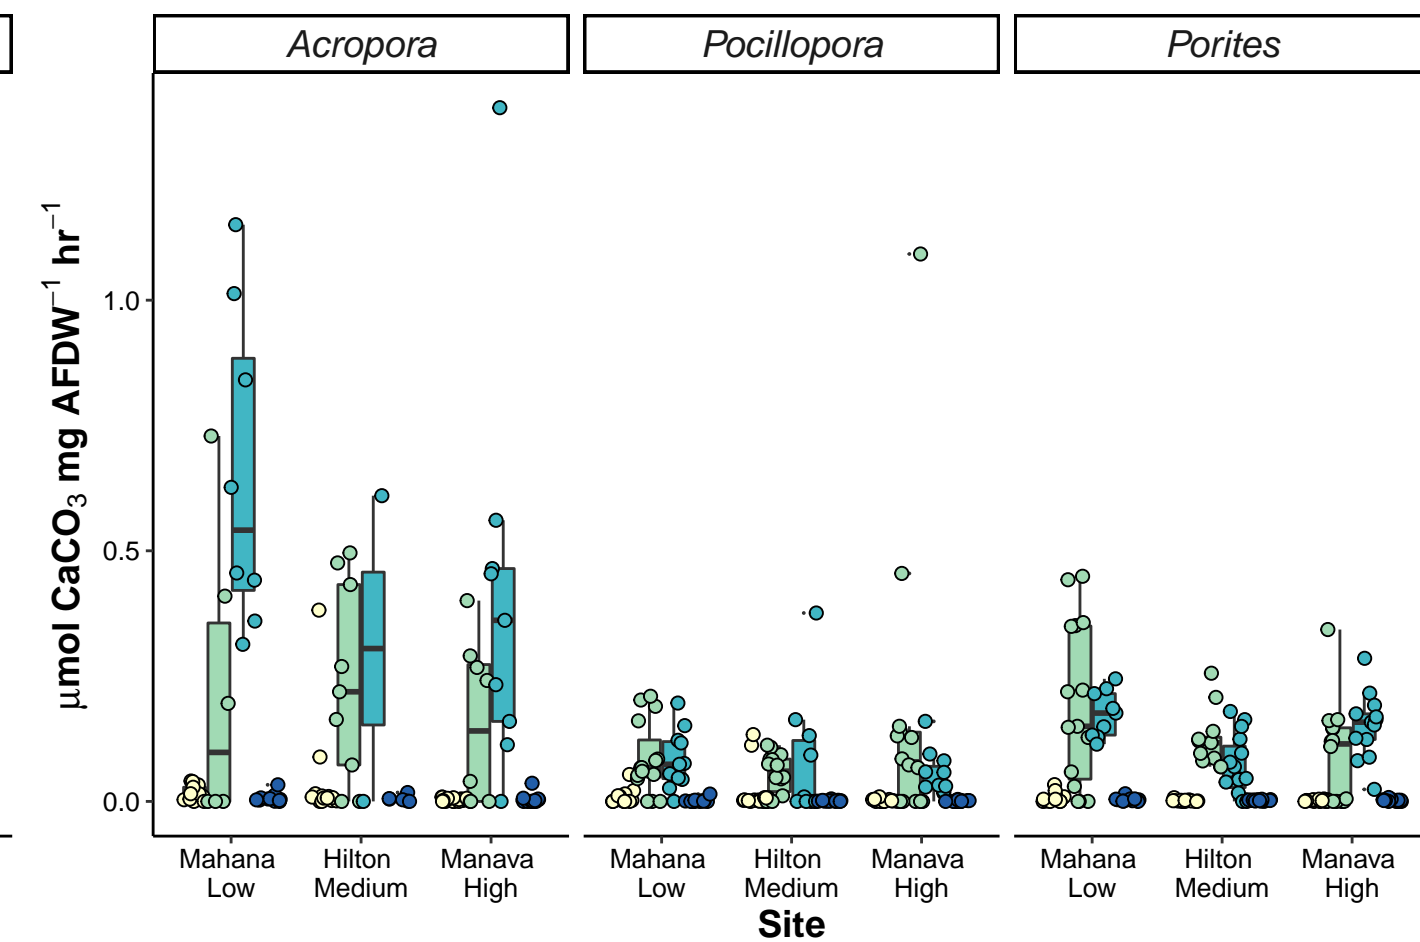 Acropora Pocillopora Porites
μmol CaCO₃ mg AFDW⁻¹ hr⁻¹
1.0
0.5
0.0
Mahana Hilton Manava Mahana Hilton Manava Mahana Hilton Manava
Low Medium High Low Medium High Low Medium High
Site